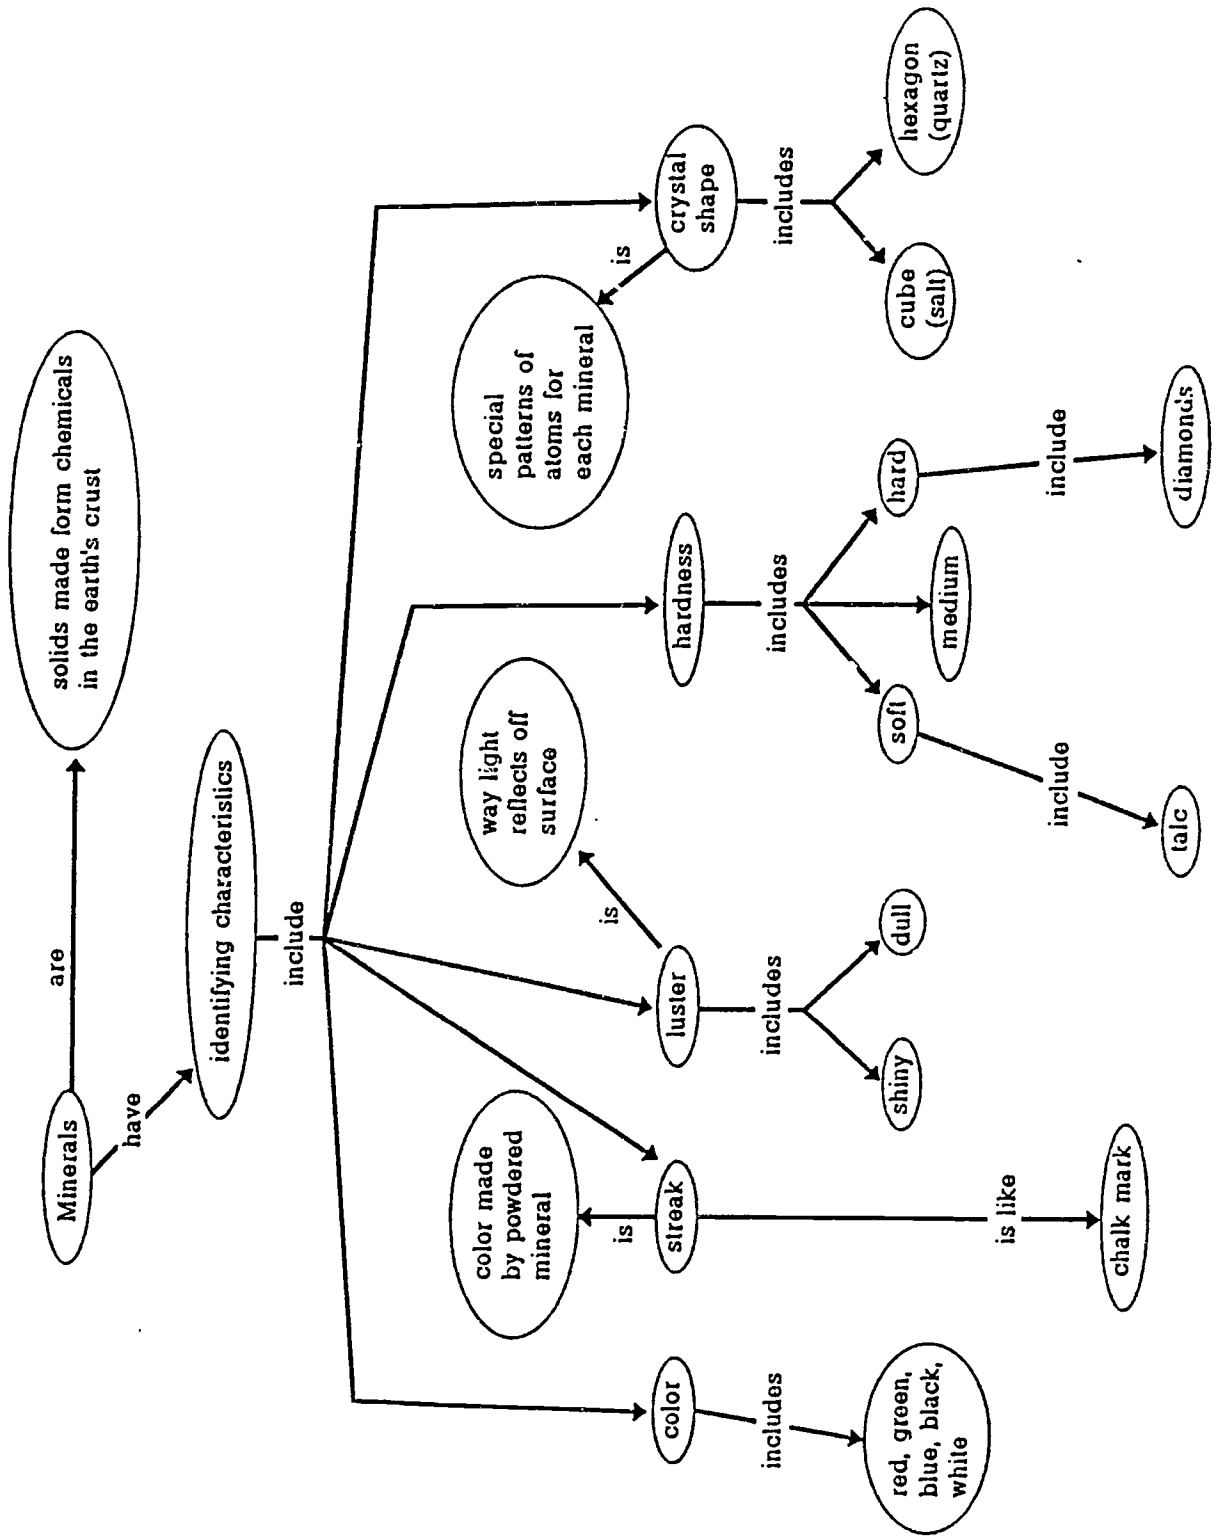 Minerals
are
solids made form chemicals
in the earth's crust
have
identifying characteristics
include
color
includes
red, green,
blue, black,
white
color made
by powdered
mineral
is
streak
is like
chalk mark
way light
reflects off
surface
is
luster
includes
shiny
dull
hardness
includes
soft
medium
hard
include
talc
include
diamonds
special
patterns of
atoms for
each mineral
is
crystal
shape
includes
cube
(salt)
hexagon
(quartz)